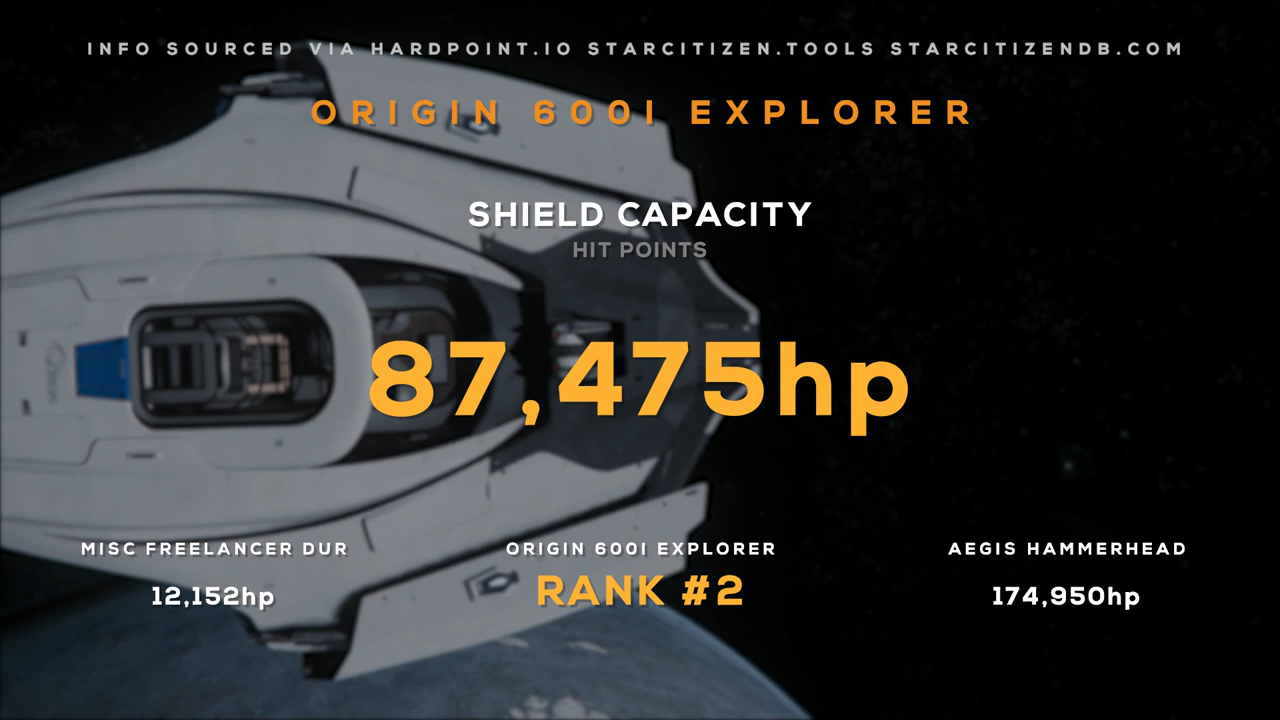 INFO SOURCED VIA HARDPOINT.IO STARCITIZEN.TOOLS STARCITIZENDB.COM
ORIGIN 600I EXPLORER
SHIELD CAPACITY
HIT POINTS
87,475hp
MISC FREELANCER DUR
12,152hp
ORIGIN 600I EXPLORER
RANK #2
AEGIS HAMMERHEAD
174,950hp